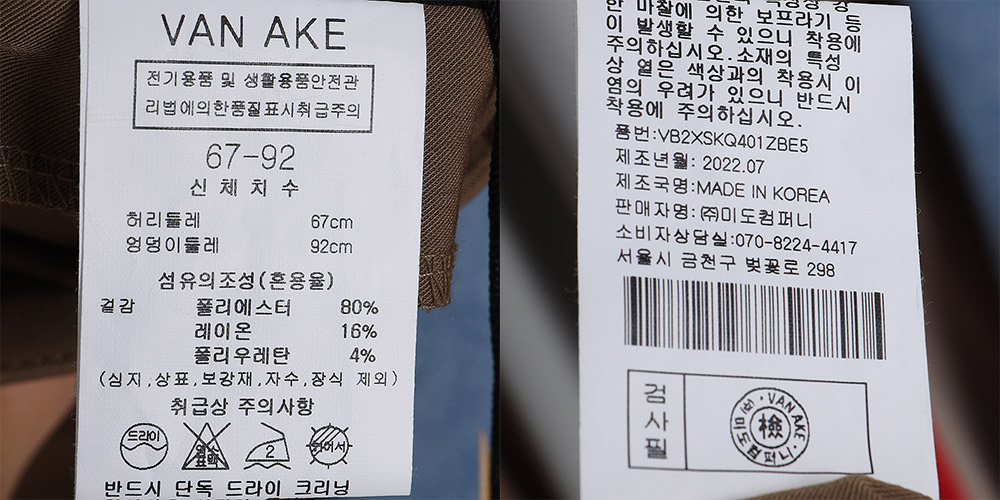 VAN AKE
전기용품 및 생활용품안전관
리법에의한품질표시취급주의
67-92
신 체 치 수
허리둘레 67cm
엉덩이둘레 92cm
섬유의조성(혼용율)
겉감 폴리에스터 80%
레이온 16%
폴리우레탄 4%
(심지,상표,보강재,자수,장식 제외)
취급상 주의사항
드라이
염소
표백
2
반드시 단독 드라이 크리닝
한 마찰에 의한 보프라기 등
이 발생할 수 있으니 착용에
주의하십시오.소재의 특성
상 옅은 색상과의 착용시 이
염의 우려가 있으니 반드시
착용에 주의하십시오.
품번:VB2XSKQ401ZBE5
제조년월: 2022.07
제조국명:MADE IN KOREA
판매자명: ㈜미도컴퍼니
소비자상담실:070-8224-4417
서울시 금천구 벚꽃로 298
검사필
VAN AKE
檢
㈜미도컴퍼니